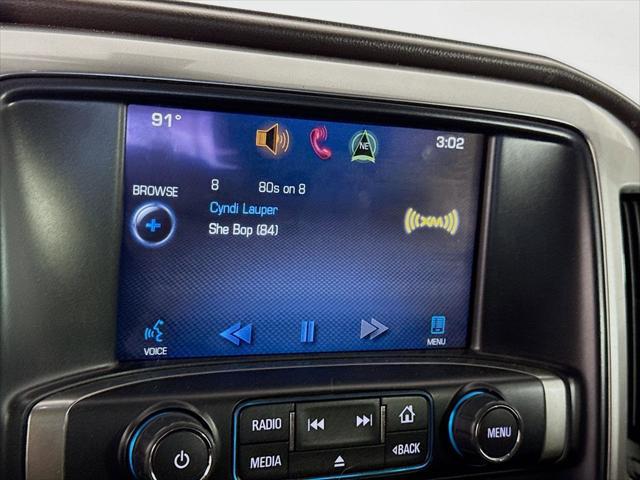 91°
NE
3:02
BROWSE
8 80s on 8
Cyndi Lauper
She Bop (84)
((XM))
VOICE
MENU
RADIO
MEDIA
BACK
MENU